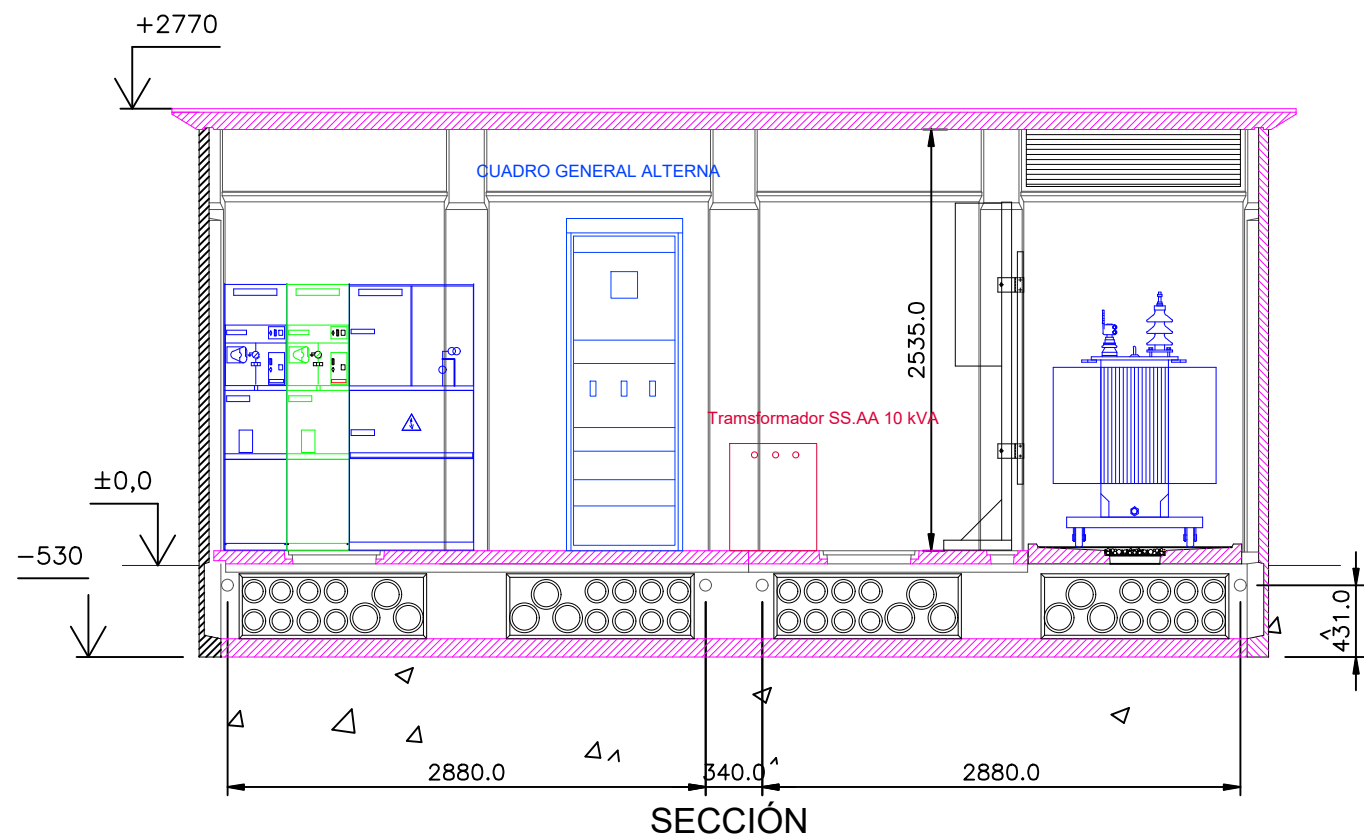 +2770
CUADRO GENERAL ALTERNA
2535.0
Tramsformador SS.AA 10 kVA
±0,0
-530
431.0
2880.0
340.0
2880.0
SECCIÓN